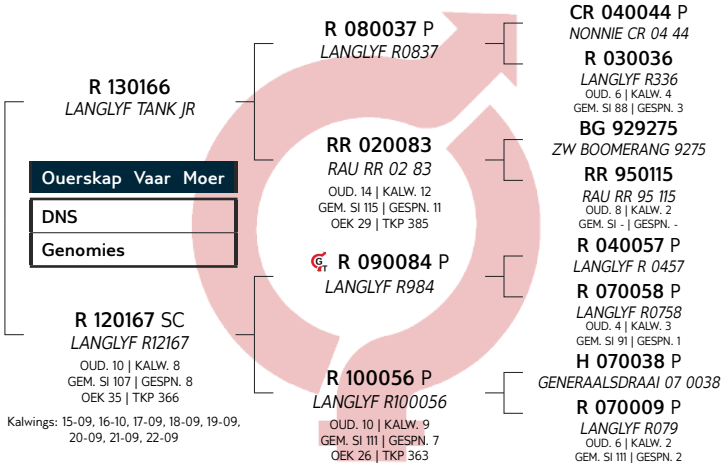 R 130166
LANGLYF TANK JR
Ouerskap Vaar Moer
DNS
Genomies
R 120167 SC
LANGLYF R12167
OUD. 10 | KALW. 8
GEM. SI 107 | GESPN. 8
OEK 35 | TKP 366
Kalwings: 15-09, 16-10, 17-09, 18-09, 19-09,
20-09, 21-09, 22-09
R 080037 P
LANGLYF R0837
RR 020083
RAU RR 02 83
OUD. 14 | KALW. 12
GEM. SI 115 | GESPN. 11
OEK 29 | TKP 385
GT R 090084 P
LANGLYF R984
R 100056 P
LANGLYF R100056
OUD. 10 | KALW. 9
GEM. SI 111 | GESPN. 7
OEK 26 | TKP 363
CR 040044 P
NONNIE CR 04 44
R 030036
LANGLYF R336
OUD. 6 | KALW. 4
GEM. SI 88 | GESPN. 3
BG 929275
ZW BOOMERANG 9275
RR 950115
RAU RR 95 115
OUD. 8 | KALW. 2
GEM. SI - | GESPN. -
R 040057 P
LANGLYF R 0457
R 070058 P
LANGLYF R0758
OUD. 4 | KALW. 3
GEM. SI 91 | GESPN. 1
H 070038 P
GENERAALSDRAAI 07 0038
R 070009 P
LANGLYF R079
OUD. 6 | KALW. 2
GEM. SI 111 | GESPN. 2